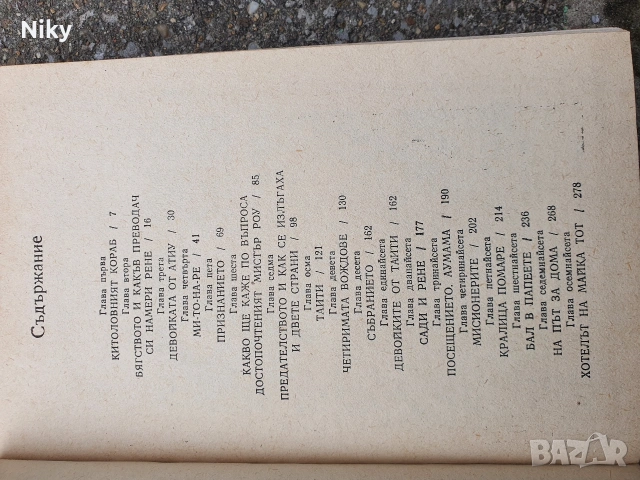 Niky
Съдържание
Глава първа
КИТОЛОВНИЯТ КОРАБ / 7
Глава втора
БЯГСТВОТО И КАКЪВ ПРЕВОДАЧ
СИ НАМЕРИ РЕНЕ / 16
Глава трета
ДЕВОЙКАТА ОТ АТИУ / 30
Глава четвърта
МИ-ТО-НА-РЕ / 41
Глава пета
ПРИЗНАНИЕТО / 69
Глава шеста
КАКВО ЩЕ КАЖЕ ПО ВЪПРОСА
ДОСТОПОЧТЕНИЯТ МИСТЪР РОУ / 85
Глава седма
ПРЕДАТЕЛСТВОТО И КАК СЕ ИЗЛЪГАХА
И ДВЕТЕ СТРАНИ / 98
Глава осма
ТАИТИ / 121
Глава девета
ЧЕТИРИМАТА ВОЖДОВЕ / 130
Глава десета
СЪБРАНИЕТО / 162
Глава единайсета
ДЕВОЙКИТЕ ОТ ТАИТИ / 162
Глава дванайсета
САДИ И РЕНЕ / 177
Глава тринайсета
ПОСЕЩЕНИЕТО НА АУМАМА / 190
Глава четиринайсета
МИСИОНЕРИТЕ / 202
Глава петнайсета
КРАЛИЦА ПОМАРЕ / 214
Глава шестнайсета
БАЛ В ПАПЕЕТЕ / 236
Глава седемнайсета
НА ПЪТ ЗА ДОМА / 268
Глава осемнайсета
ХОТЕЛЪТ НА МАЙКА ТОТ / 278
BAZAR
bg